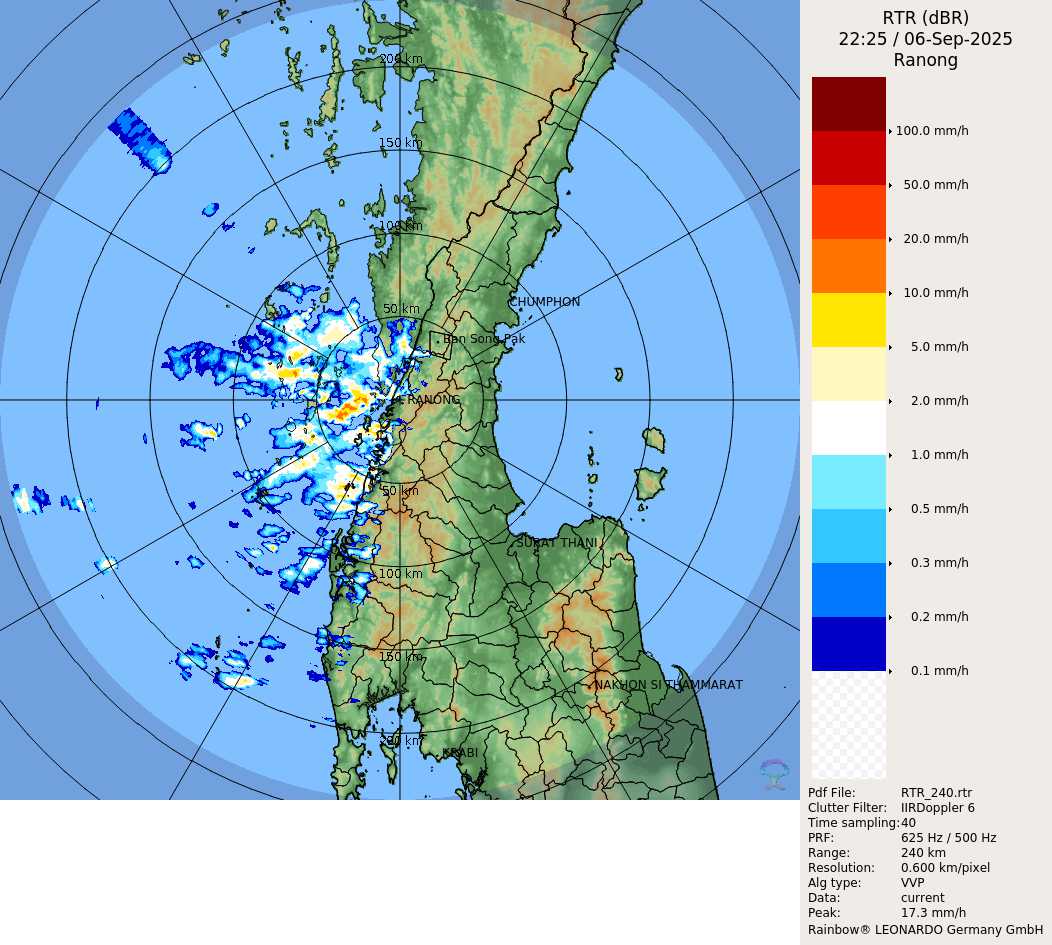 RTR (dBR)
22:25 / 06-Sep-2025
Ranong
200 km
150 km
100 km
50 km
CHUMPHON
Ban Song Pak
RANONG
50 km
SURAT THANI
100 km
150 km
NAKHON SI THAMMARAT
200 km
KRABI
100.0 mm/h
50.0 mm/h
20.0 mm/h
10.0 mm/h
5.0 mm/h
2.0 mm/h
1.0 mm/h
0.5 mm/h
0.3 mm/h
0.2 mm/h
0.1 mm/h
Pdf File: RTR_240.rtr
Clutter Filter: IIRDoppler 6
Time sampling:40
PRF: 625 Hz / 500 Hz
Range: 240 km
Resolution: 0.600 km/pixel
Alg type: VVP
Data: current
Peak: 17.3 mm/h
Rainbow® LEONARDO Germany GmbH